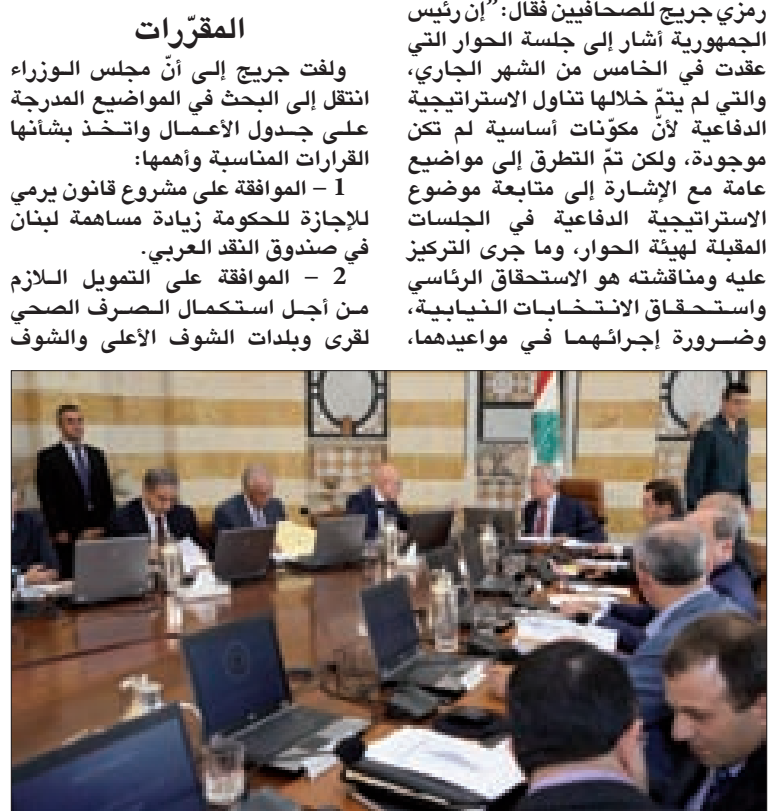 رمزي جريج للصحافيين فقال: "إن رئيس
الجمهورية أشار إلى جلسة الحوار التي
عقدت في الخامس من الشهر الجاري،
والتي لم يتمّ خلالها تناول الاستراتيجية
الدفاعية لأنّ مكوّنات أساسية لم تكن
موجودة، ولكن تمّ التطرق إلى مواضيع
عامة مع الإشارة إلى متابعة موضوع
الاستراتيجية الدفاعية في الجلسات
المقبلة لهيئة الحوار، وما جرى التركيز
عليه ومناقشته هو الاستحقاق الرئاسي
واستحقاق الانتخابات النيابية،
وضرورة إجرائهما في مواعيدهما،
المقرّرات
ولفت جريج إلى أنّ مجلس الوزراء
انتقل إلى البحث في المواضيع المدرجة
على جدول الأعمال واتخذ بشأنها
القرارات المناسبة وأهمها:
1 – الموافقة على مشروع قانون يرمي
للإجازة للحكومة زيادة مساهمة لبنان
في صندوق النقد العربي.
2 – الموافقة على التمويل اللازم
من أجل استكمال الصرف الصحي
لقرى وبلدات الشوف الأعلى والشوف